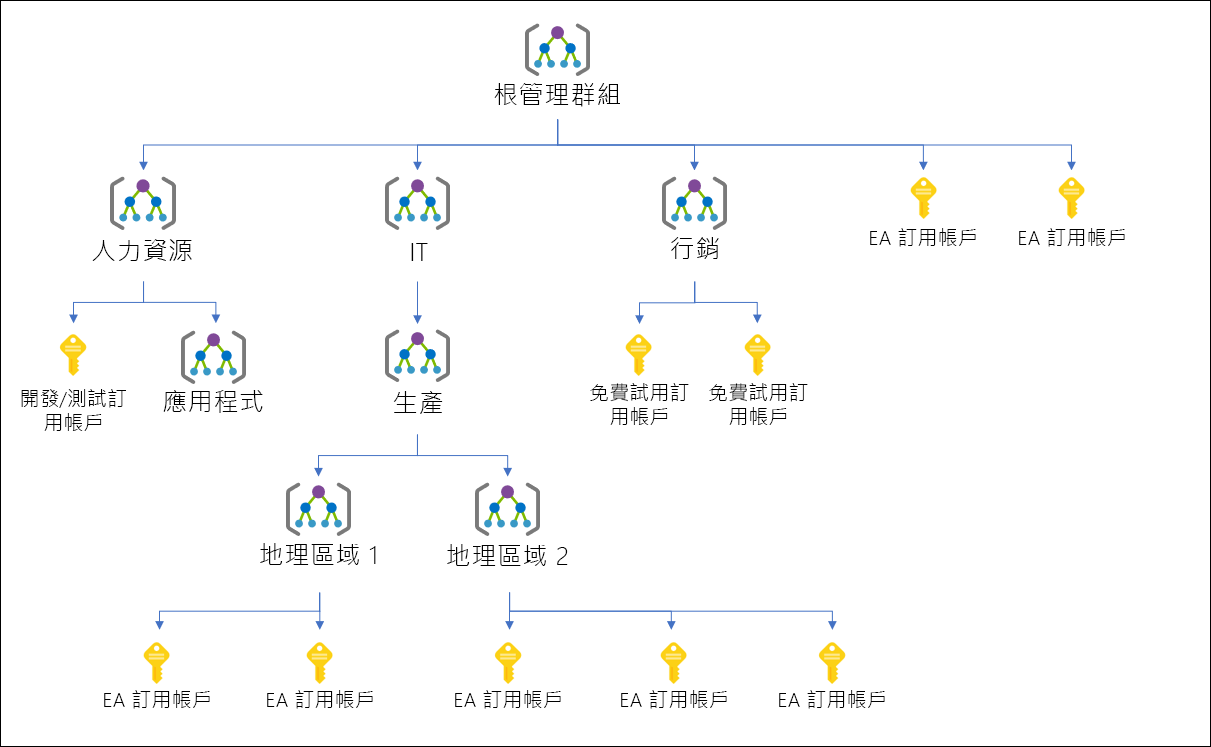 根管理群組
人力資源
IT
行銷
EA 訂用帳戶
EA 訂用帳戶
開發/測試訂
用帳戶
應用程式
生產
免費試用訂
用帳戶
免費試用訂
用帳戶
地理區域 1
地理區域 2
EA 訂用帳戶
EA 訂用帳戶
EA 訂用帳戶
EA 訂用帳戶
EA 訂用帳戶